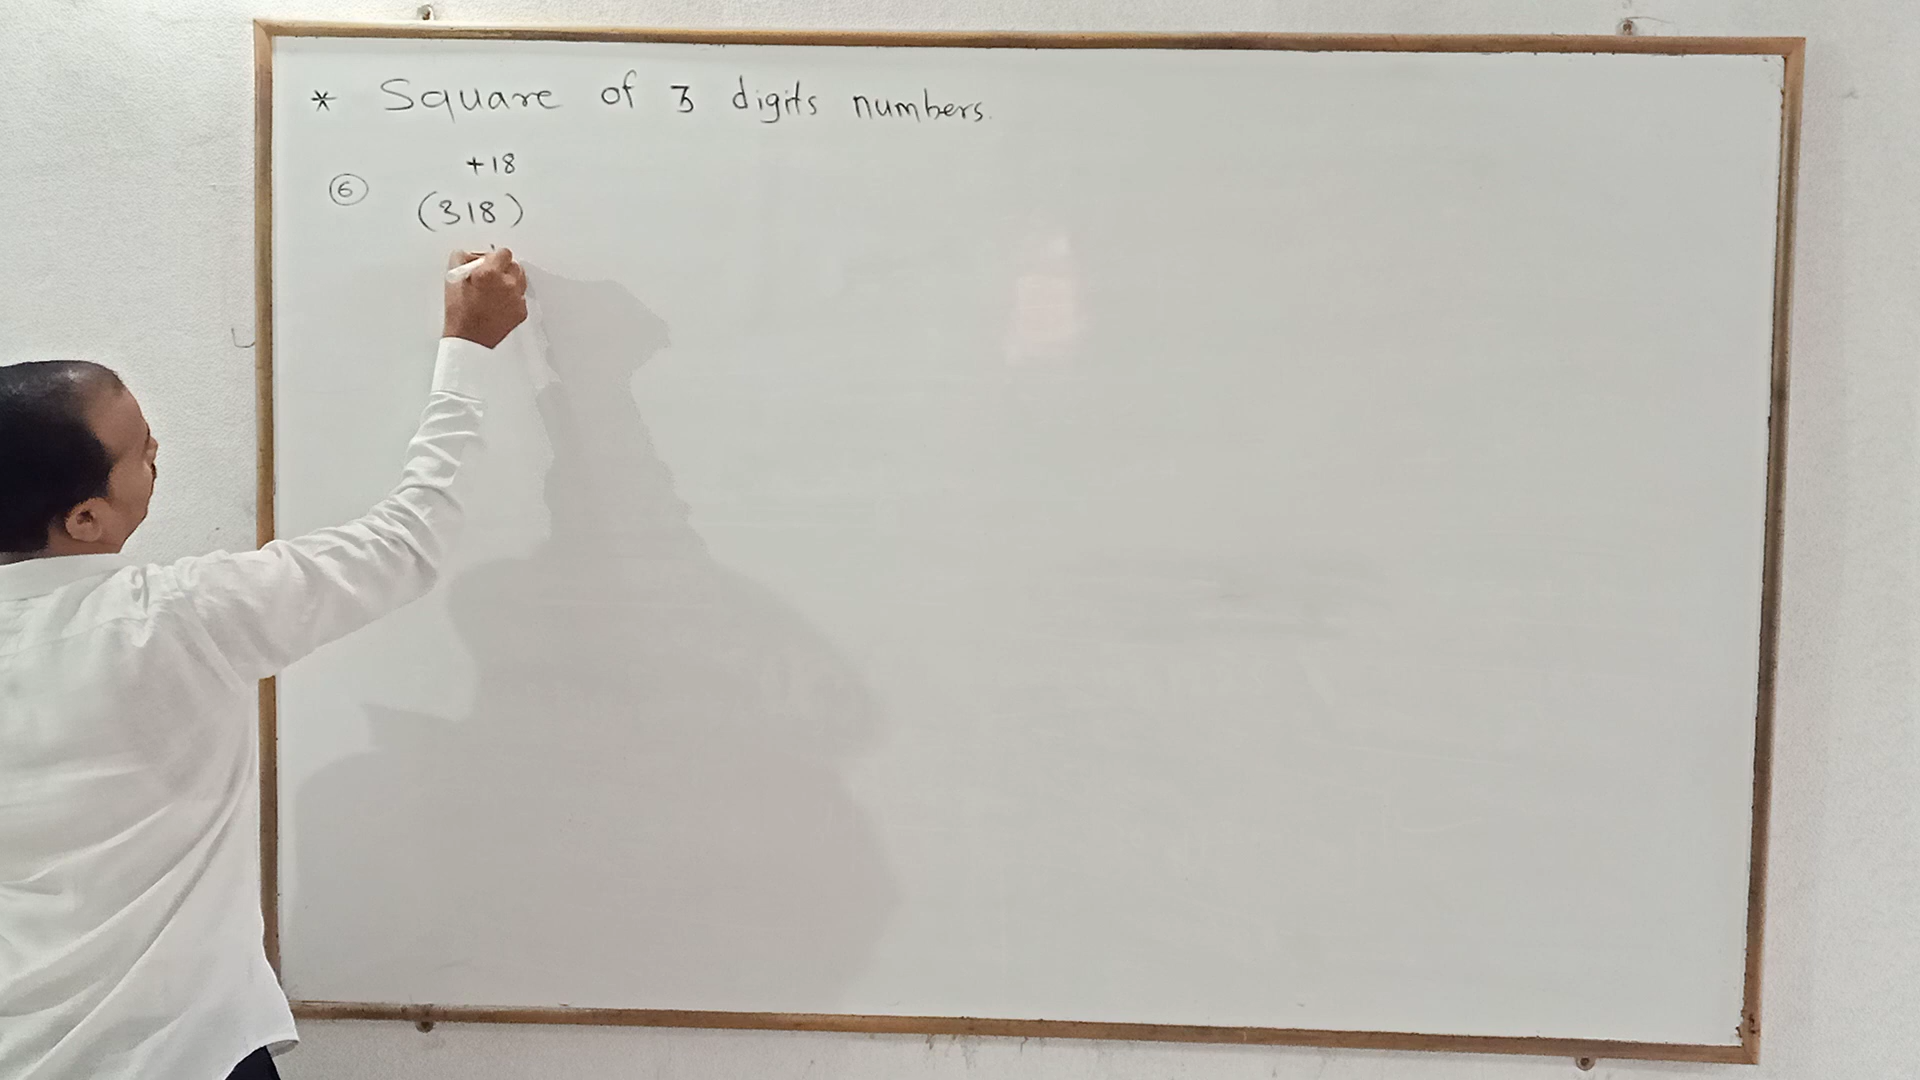 * Square of 3 digits numbers.
+18
⑥ (318)